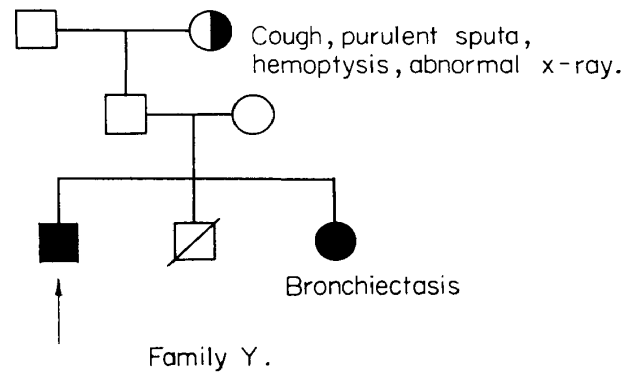 Cough, purulent sputa,
hemoptysis, abnormal x-ray.
Bronchiectasis
Family Y.